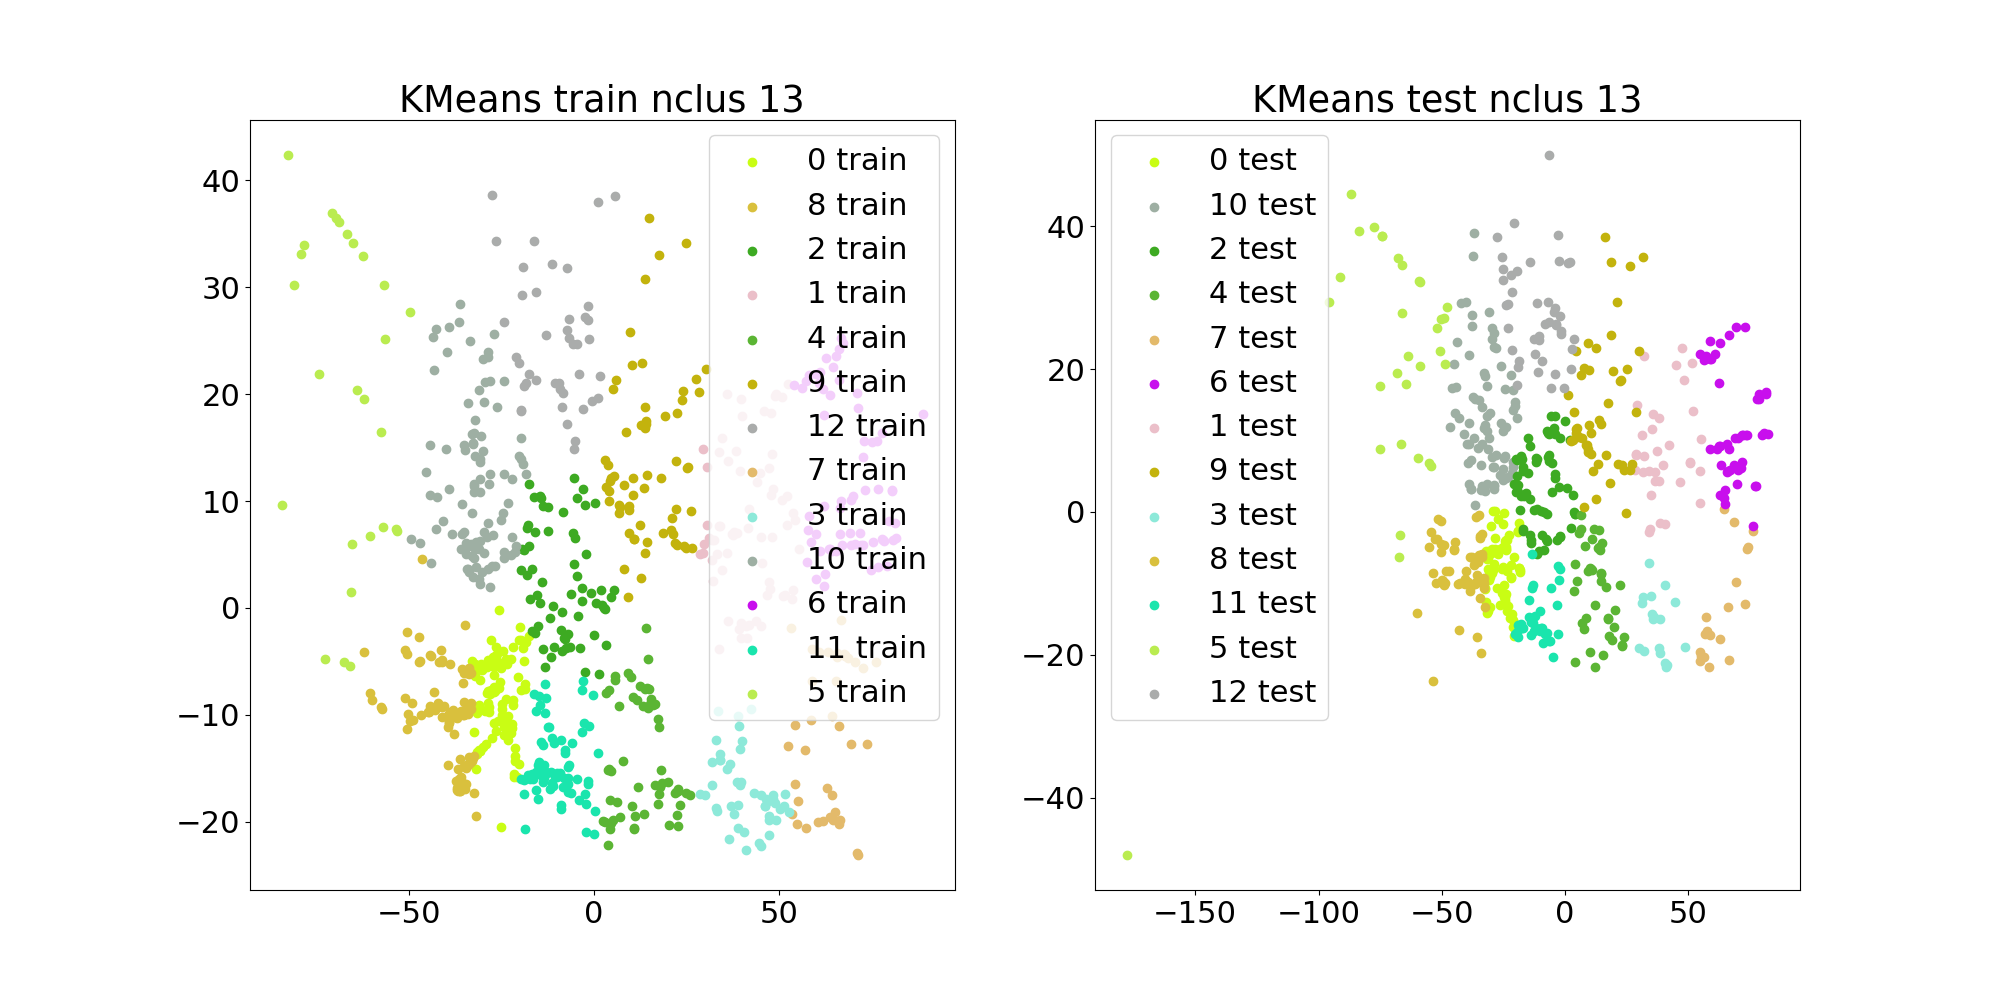 KMeans train nclus 13
40
30
20
10
0
−10
−20
−50
0
50
0 train
8 train
2 train
1 train
4 train
9 train
12 train
7 train
3 train
10 train
6 train
11 train
5 train
KMeans test nclus 13
40
20
0
−20
−40
−150
−100
−50
0
50
0 test
10 test
2 test
4 test
7 test
6 test
1 test
9 test
3 test
8 test
11 test
5 test
12 test